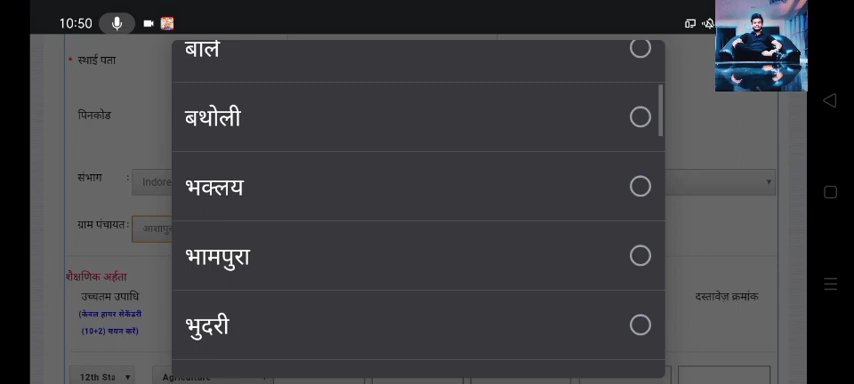 10:50
* स्थाई पता
पिनकोड
संभाग :
Indore
ग्राम पंचायत :
शैक्षणिक अर्हता
उच्चतम उपाधि
(केवल हायर सेकेंडरी
(10+2) चयन करें)
दस्तावेज़ क्रमांक
12th Sta
बाले
बथोली
भक्लय
भामपुरा
भुदरी